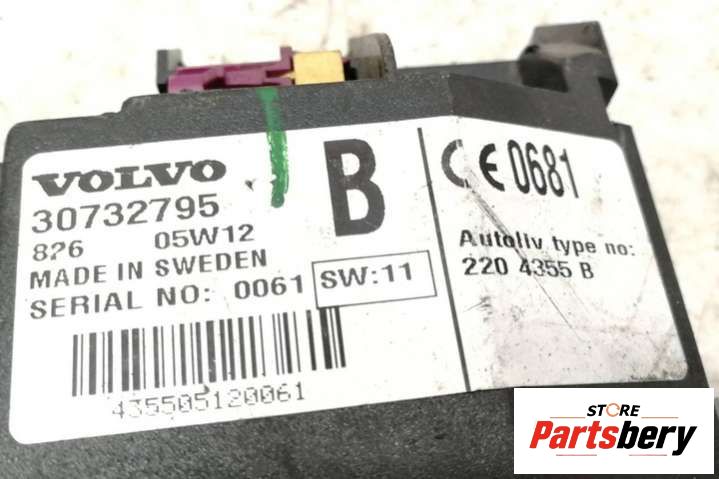 VOLVO
30732795
826 05W12
MADE IN SWEDEN
SERIAL NO: 0061
SW:11
B
435505120061
CE 0681
Autoliv type no:
220 4355 B
STORE
Partsbery